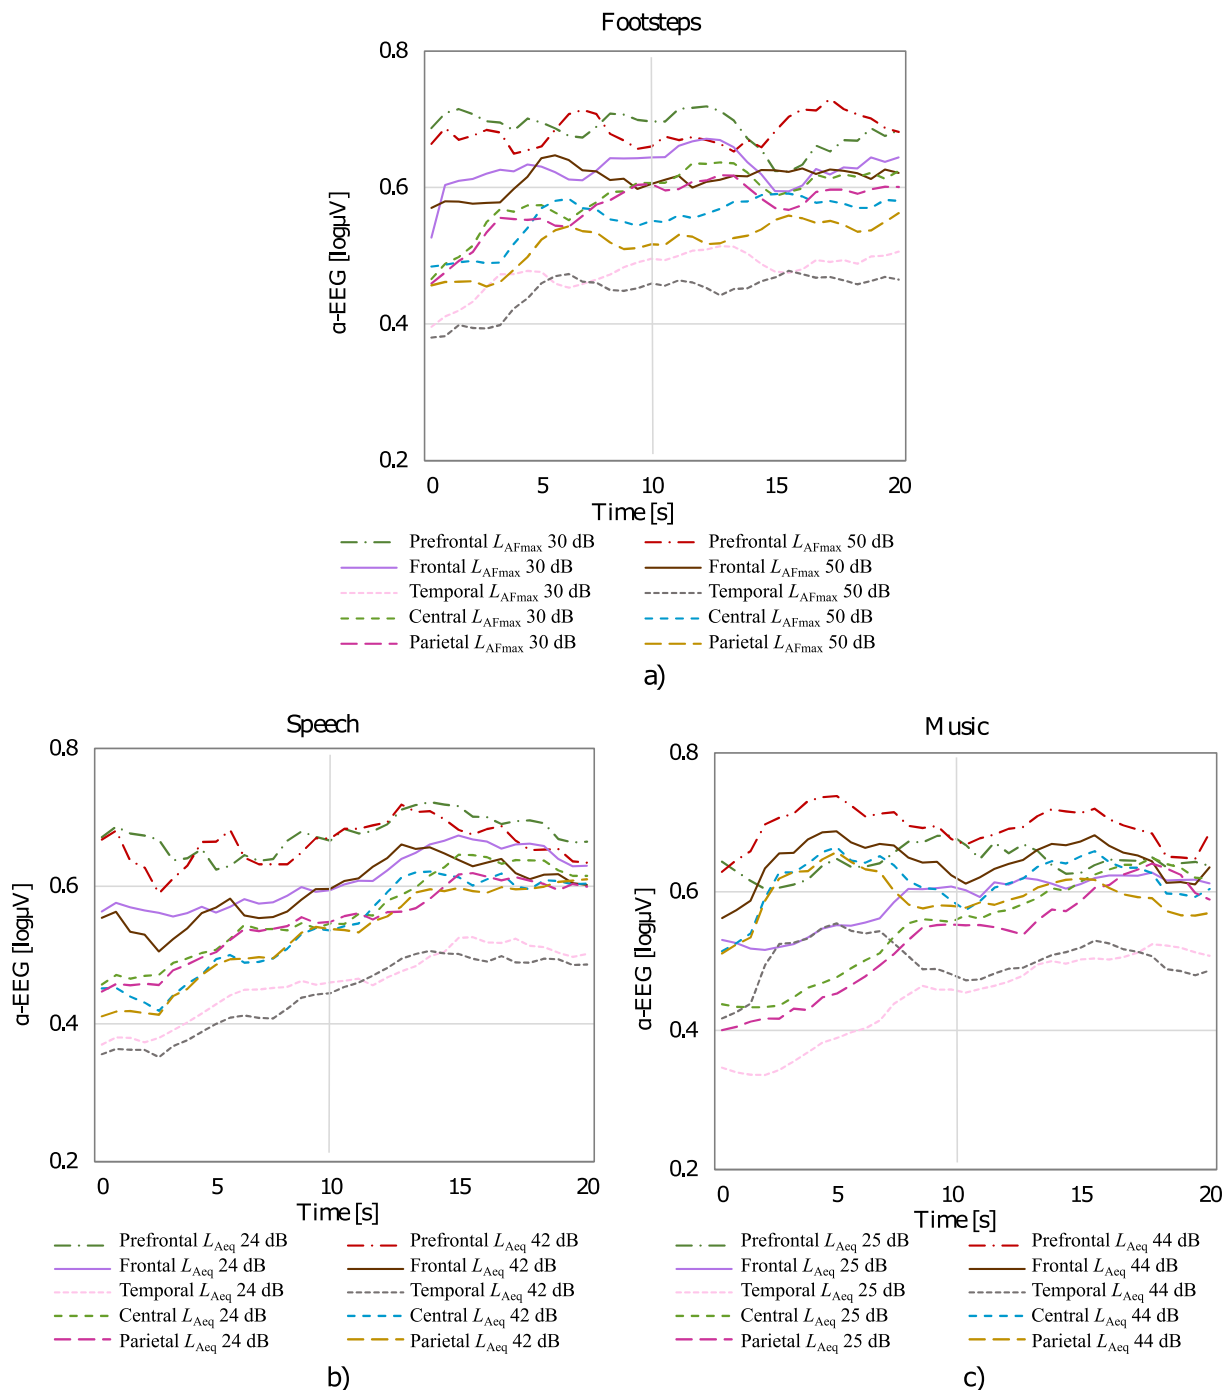 Footsteps
0.8
0.6
0.4
0.2
α-EEG [logµV]
0 5 10 15 20
Time [s]
Prefrontal LAFmax 30 dB Prefrontal LAFmax 50 dB
Frontal LAFmax 30 dB Frontal LAFmax 50 dB
Temporal LAFmax 30 dB Temporal LAFmax 50 dB
Central LAFmax 30 dB Central LAFmax 50 dB
Parietal LAFmax 30 dB Parietal LAFmax 50 dB
a)
Speech
0.8
0.6
0.4
0.2
α-EEG [logµV]
0 5 10 15 20
Time [s]
Prefrontal LAeq 24 dB Prefrontal LAeq 42 dB
Frontal LAeq 24 dB Frontal LAeq 42 dB
Temporal LAeq 24 dB Temporal LAeq 42 dB
Central LAeq 24 dB Central LAeq 42 dB
Parietal LAeq 24 dB Parietal LAeq 42 dB
b)
Music
0.8
0.6
0.4
0.2
α-EEG [logµV]
0 5 10 15 20
Time [s]
Prefrontal LAeq 25 dB Prefrontal LAeq 44 dB
Frontal LAeq 25 dB Frontal LAeq 44 dB
Temporal LAeq 25 dB Temporal LAeq 44 dB
Central LAeq 25 dB Central LAeq 44 dB
Parietal LAeq 25 dB Parietal LAeq 44 dB
c)